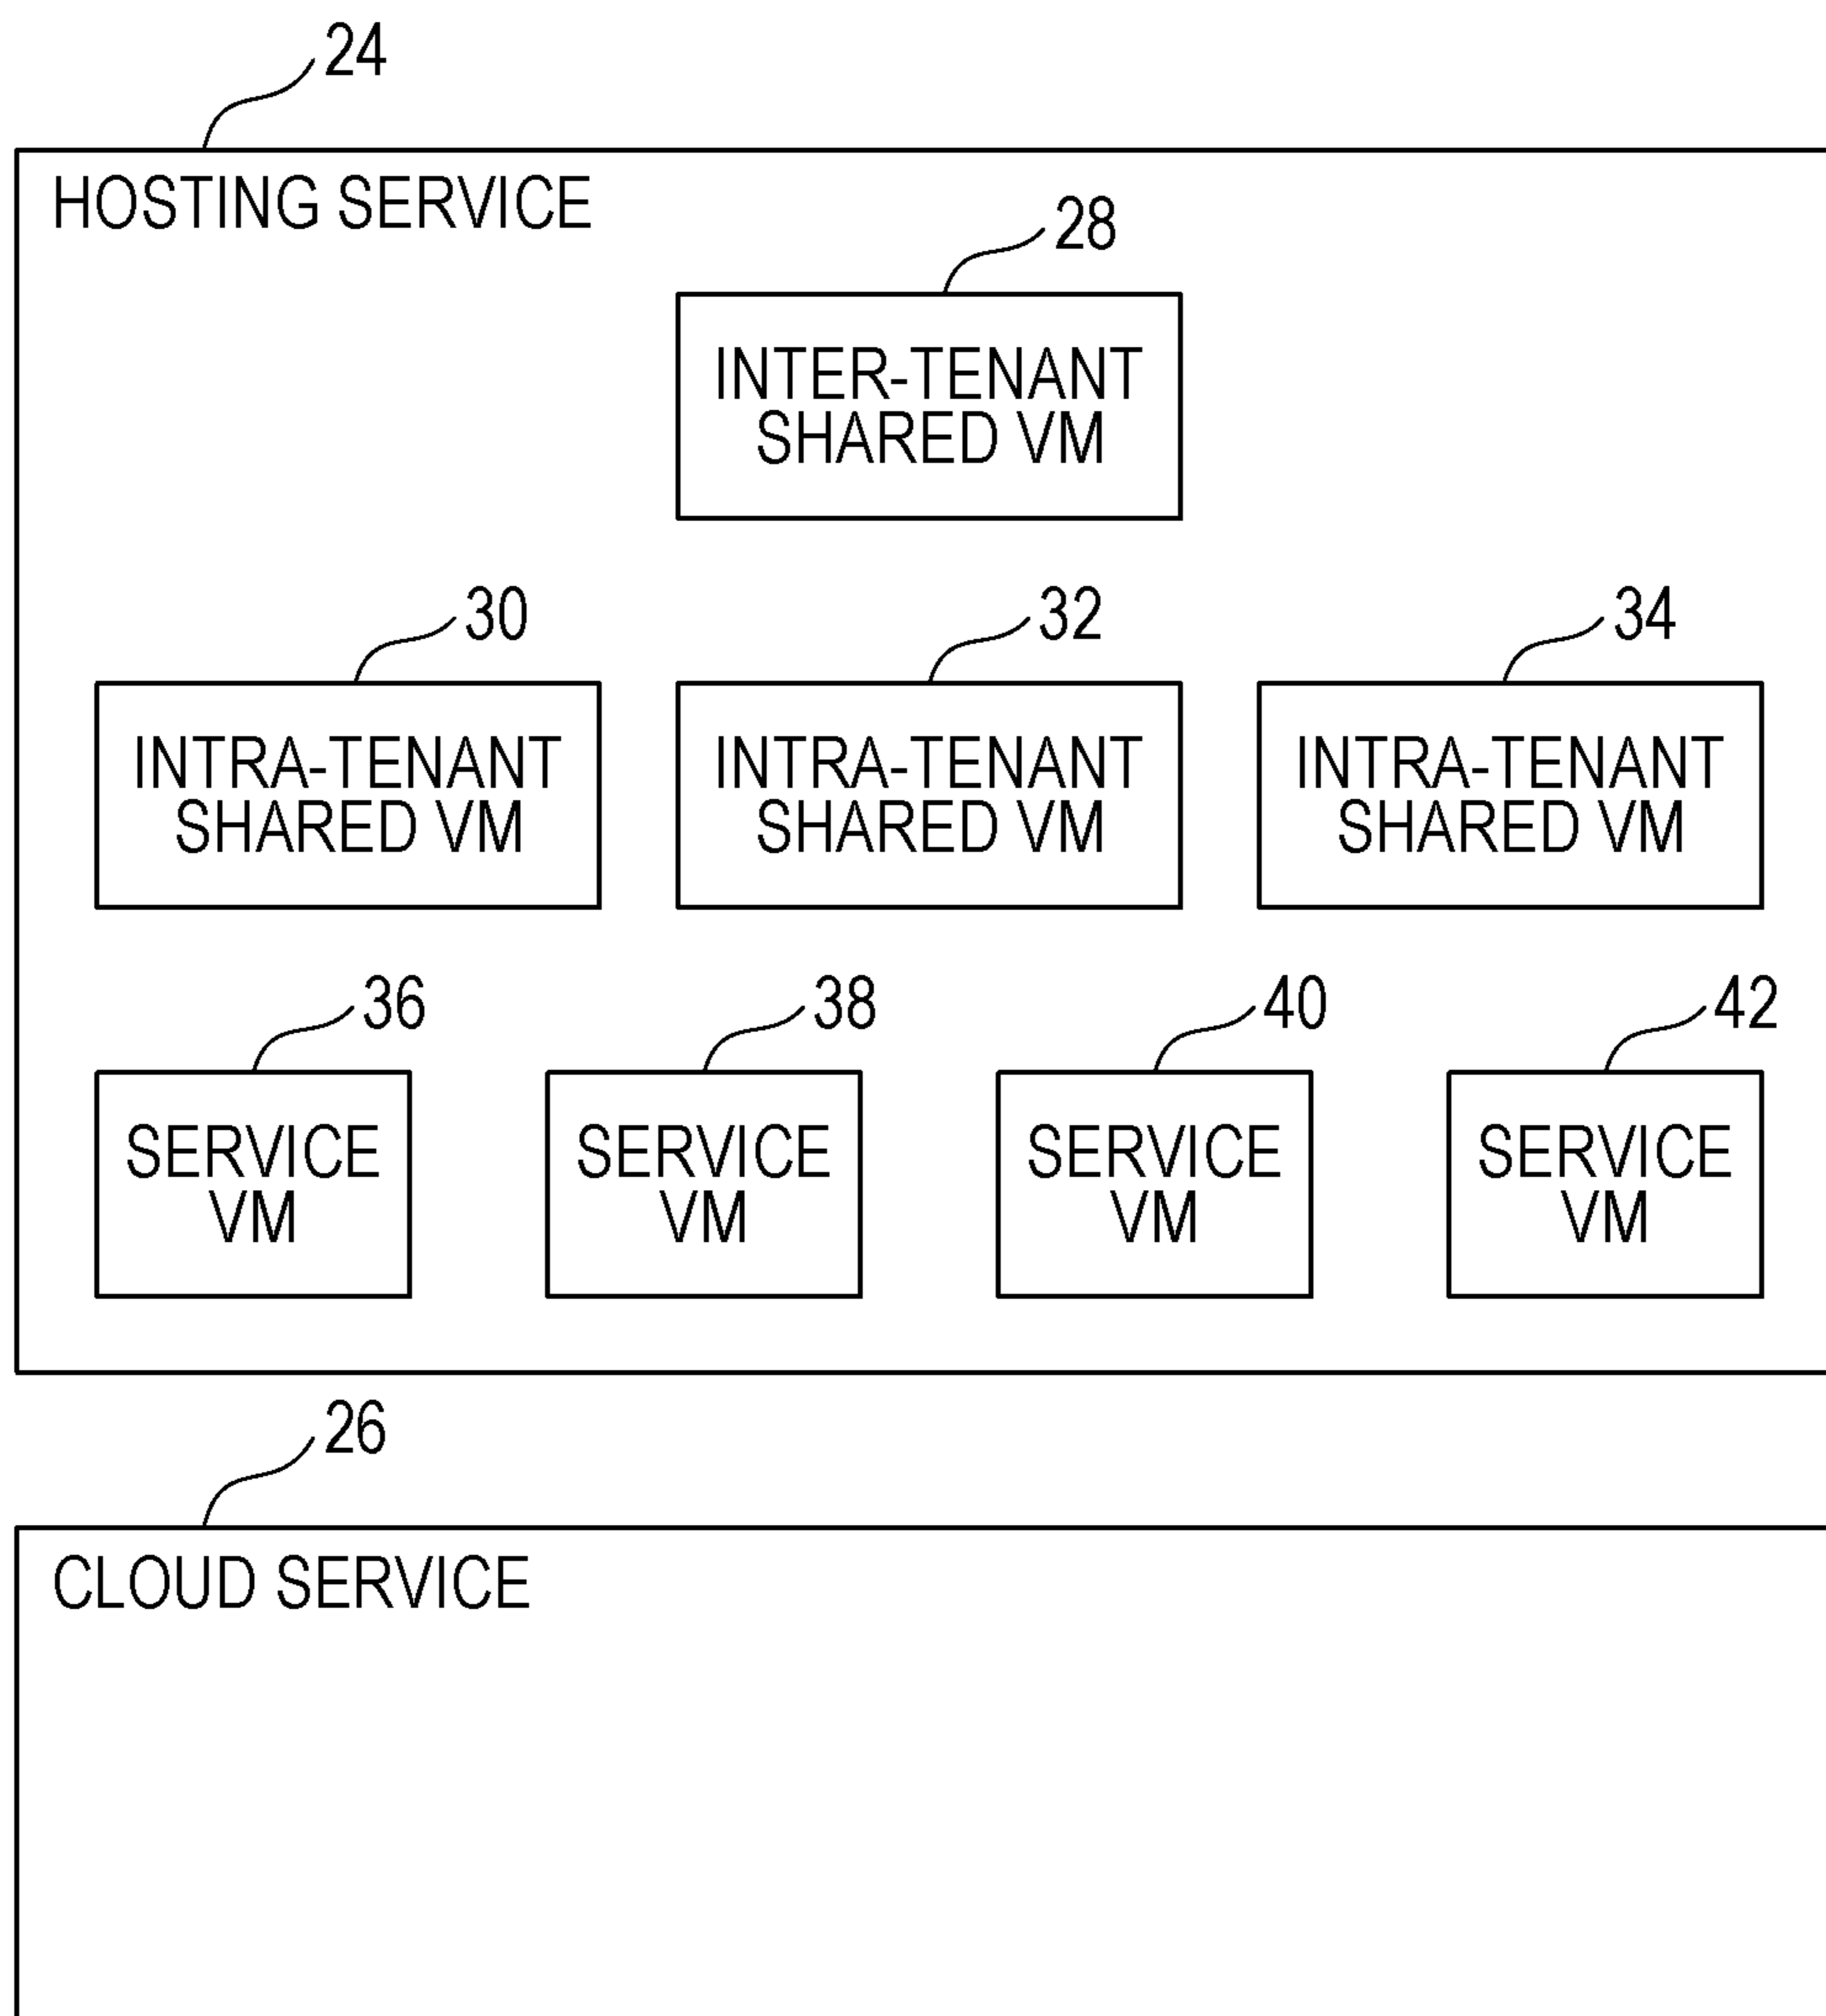 24
HOSTING SERVICE
28
INTER-TENANT
SHARED VM
30
32
34
INTRA-TENANT
SHARED VM
INTRA-TENANT
SHARED VM
INTRA-TENANT
SHARED VM
36
38
40
42
SERVICE
VM
SERVICE
VM
SERVICE
VM
SERVICE
VM
26
CLOUD SERVICE